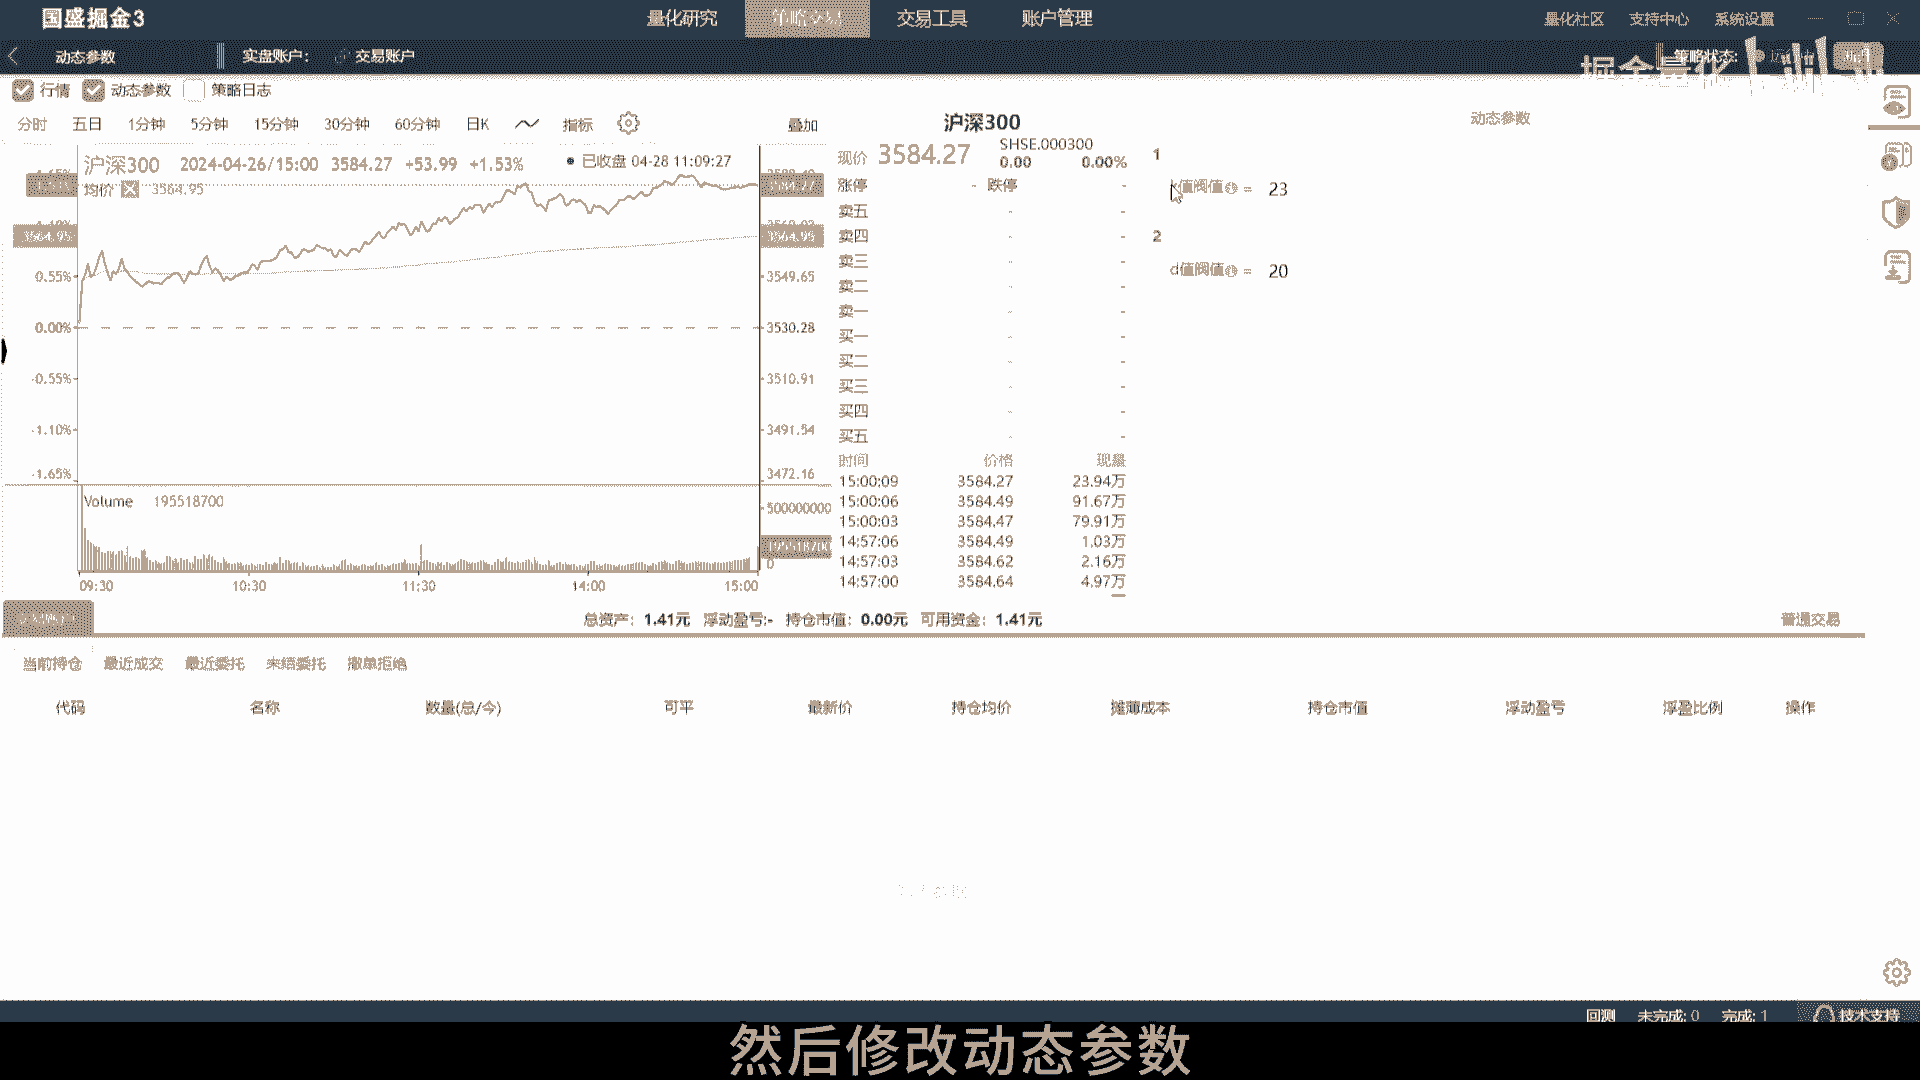 国盛掘金3
量化研究
策略交易
交易工具
账户管理
量化社区
支持中心
系统设置
动态参数
实盘账户:
交易账户
策略状态:
掘金量化
行情
动态参数
策略日志
分时
五日
1分钟
5分钟
15分钟
30分钟
60分钟
日K
指标
叠加
沪深300
2024-04-26/15:00
3584.27
+53.99
+1.53%
已收盘 04-28 11:09:27
均价
3564.95
3584.27
3564.95
3564.95
0.55%
0.00%
-0.55%
-1.10%
-1.65%
3549.65
3530.28
3510.91
3491.54
3472.16
Volume
195518700
500000000
195518700
0
09:30
10:30
11:30
14:00
15:00
沪深300
现价
3584.27
SHSE.000300
0.00
0.00%
涨停 - 跌停 -
卖五 - -
卖四 - -
卖三 - -
卖二 - -
卖一 - -
买一 - -
买二 - -
买三 - -
买四 - -
买五 - -
时间 价格 现量
15:00:09 3584.27 23.94万
15:00:06 3584.49 91.67万
15:00:03 3584.47 79.91万
14:57:06 3584.49 1.03万
14:57:03 3584.62 2.16万
14:57:00 3584.64 4.97万
动态参数
1
值阀值 = 23
2
d值阀值 = 20
总资产: 1.41元 浮动盈亏:- 持仓市值: 0.00元 可用资金: 1.41元
普通交易
当前持仓
最近成交
最近委托
未结委托
撤单拒绝
代码
名称
数量(总/今)
可平
最新价
持仓均价
摊薄成本
持仓市值
浮动盈亏
浮盈比例
操作
回测
未完成: 0
完成: 1
技术支持
然后修改动态参数